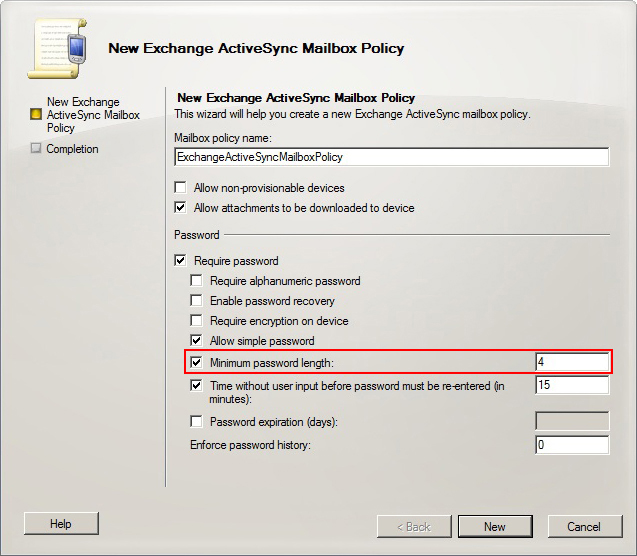 New Exchange ActiveSync Mailbox Policy
New Exchange
ActiveSync Mailbox
Policy
Completion
New Exchange ActiveSync Mailbox Policy
This wizard will help you create a new Exchange ActiveSync mailbox policy.
Mailbox policy name:
ExchangeActiveSyncMailboxPolicy
Allow non-provisionable devices
Allow attachments to be downloaded to device
Password
Require password
Require alphanumeric password
Enable password recovery
Require encryption on device
Allow simple password
Minimum password length: 4
Time without user input before password must be re-entered (in 15
minutes):
Password expiration (days):
Enforce password history: 0
Help
< Back
New
Cancel